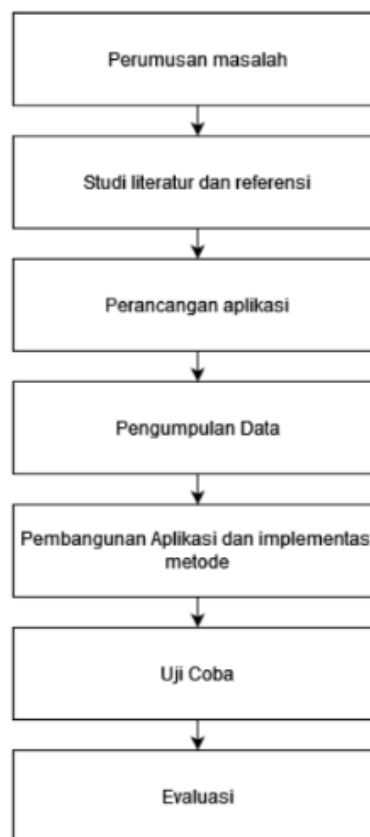 Perumusan masalah
Studi literatur dan referensi
Perancangan aplikasi
Pengumpulan Data
Pembangunan Aplikasi dan implementas
metode
Uji Coba
Evaluasi